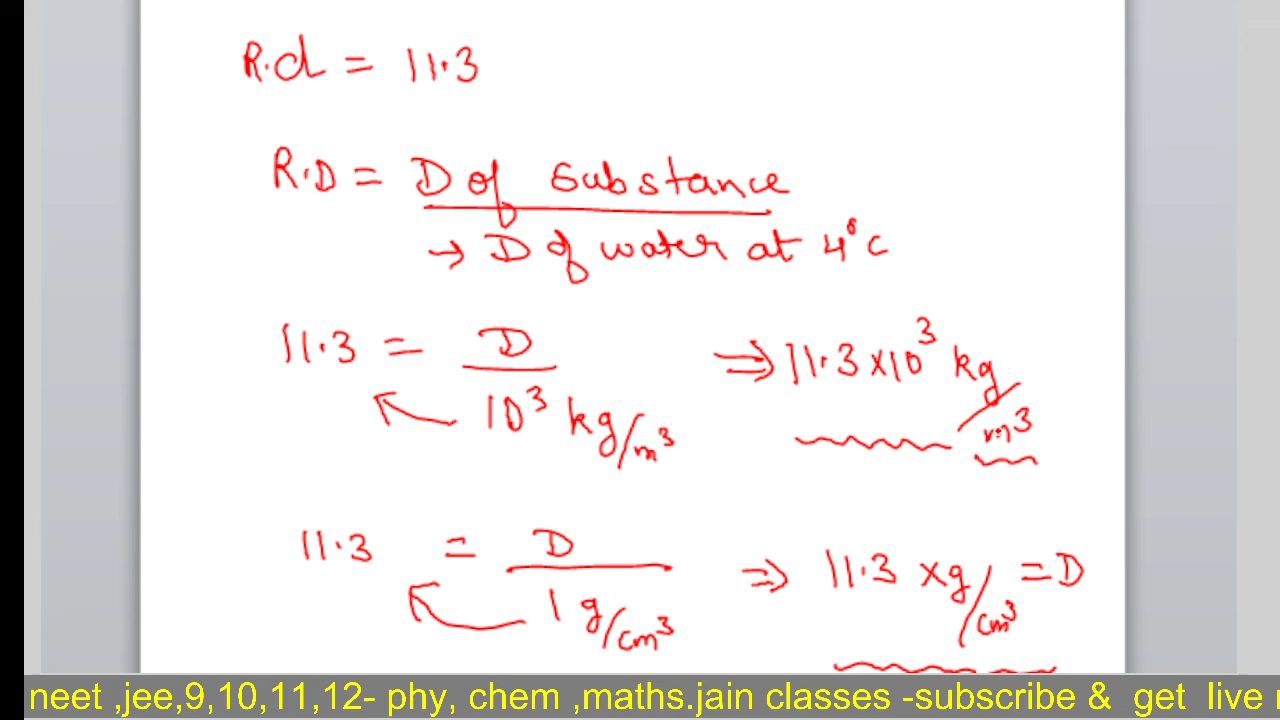 R.d = 11.3
R.D = D of Substance
→ D of water at 4°C
11.3 = D / 10³ kg/m³ ⇒ 11.3 × 10³ kg/m³
11.3 = D / 1 g/cm³ ⇒ 11.3 × g/cm³ = D
neet ,jee,9,10,11,12- phy, chem ,maths.jain classes -subscribe & get live